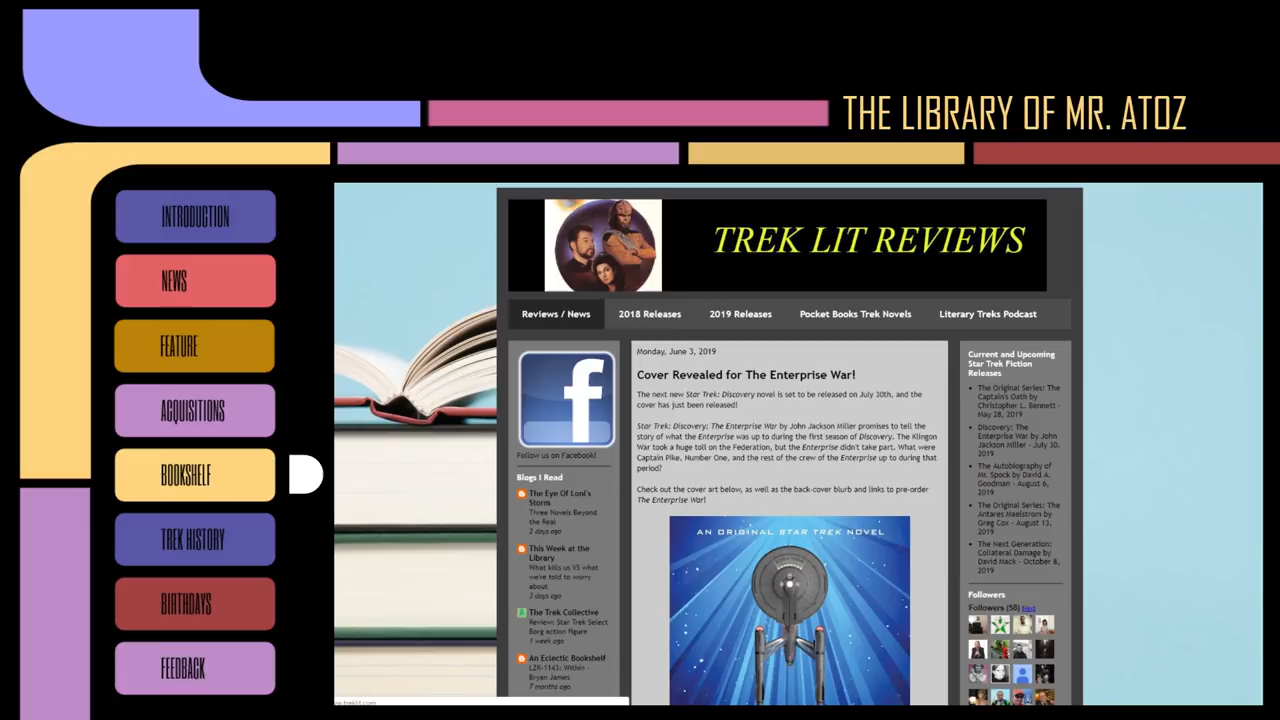 THE LIBRARY OF MR. ATOZ
INTRODUCTION
NEWS
FEATURE
ACQUISITIONS
BOOKSHELF
TREK HISTORY
BIRTHDAYS
FEEDBACK
TREK LIT REVIEWS
Reviews / News
2018 Releases
2019 Releases
Pocket Books Trek Novels
Literary Treks Podcast
Follow us on Facebook!
Blogs I Read
The Eye Of Loni's
Storm
Three Novels Beyond
the Real
2 days ago
This Week at the
Library
What kills us VS what
we're told to worry
about
3 days ago
The Trek Collective
Review: Star Trek Select
Borg action figure
1 week ago
An Eclectic Bookshelf
LZR-1143: Within -
Bryan James
7 months ago
Monday, June 3, 2019
Cover Revealed for The Enterprise War!
The next new Star Trek: Discovery novel is set to be released on July 30th, and the
cover has just been released!
Star Trek: Discovery: The Enterprise War by John Jackson Miller promises to tell the
story of what the Enterprise was up to during the first season of Discovery. The Klingon
War took a huge toll on the Federation, but the Enterprise didn't take part. What were
Captain Pike, Number One, and the rest of the crew of the Enterprise up to during that
period?
Check out the cover art below, as well as the back-cover blurb and links to pre-order
The Enterprise War!
AN ORIGINAL STAR TREK NOVEL
Current and Upcoming
Star Trek Fiction
Releases
The Original Series: The
Captain's Oath by
Christopher L. Bennett -
May 28, 2019
Discovery: The
Enterprise War by John
Jackson Miller - July 30,
2019
The Autobiography of
Mr. Spock by David A.
Goodman - August 6,
2019
The Original Series: The
Antares Maelstrom by
Greg Cox - August 13,
2019
The Next Generation:
Collateral Damage by
David Mack - October 8,
2019
Followers
Followers (58) Next